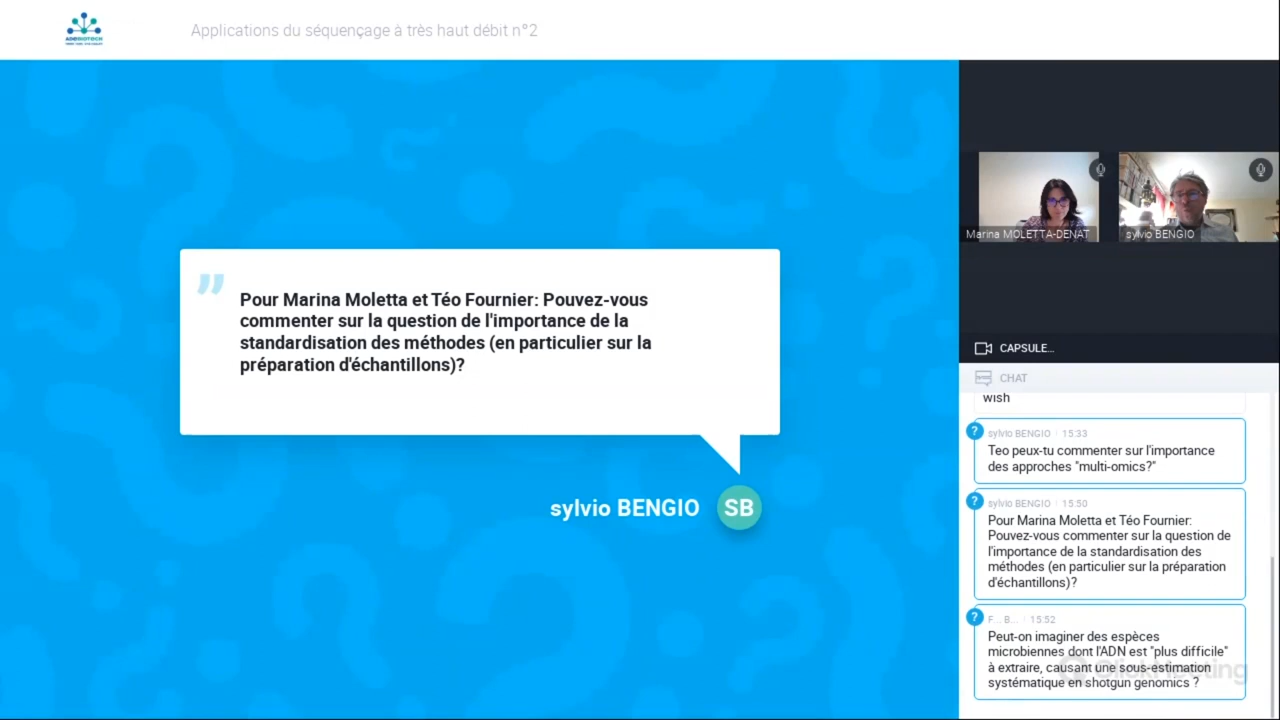 ADEBIOTECH
Applications du séquençage à très haut débit n°2
Pour Marina Moletta et Téo Fournier: Pouvez-vous
commenter sur la question de l'importance de la
standardisation des méthodes (en particulier sur la
préparation d'échantillons)?
sylvio BENGIO
SB
Marina MOLETTA-DENAT
sylvio BENGIO
CAPSULE...
CHAT
wish
? sylvio BENGIO 15:33
Teo peux-tu commenter sur l'importance
des approches "multi-omics?"
? sylvio BENGIO 15:50
Pour Marina Moletta et Téo Fournier:
Pouvez-vous commenter sur la question de
l'importance de la standardisation des
méthodes (en particulier sur la préparation
d'échantillons)?
? F... B... 15:52
Peut-on imaginer des espèces
microbiennes dont l'ADN est "plus difficile"
à extraire, causant une sous-estimation
systématique en shotgun genomics ?
ClickMeeting